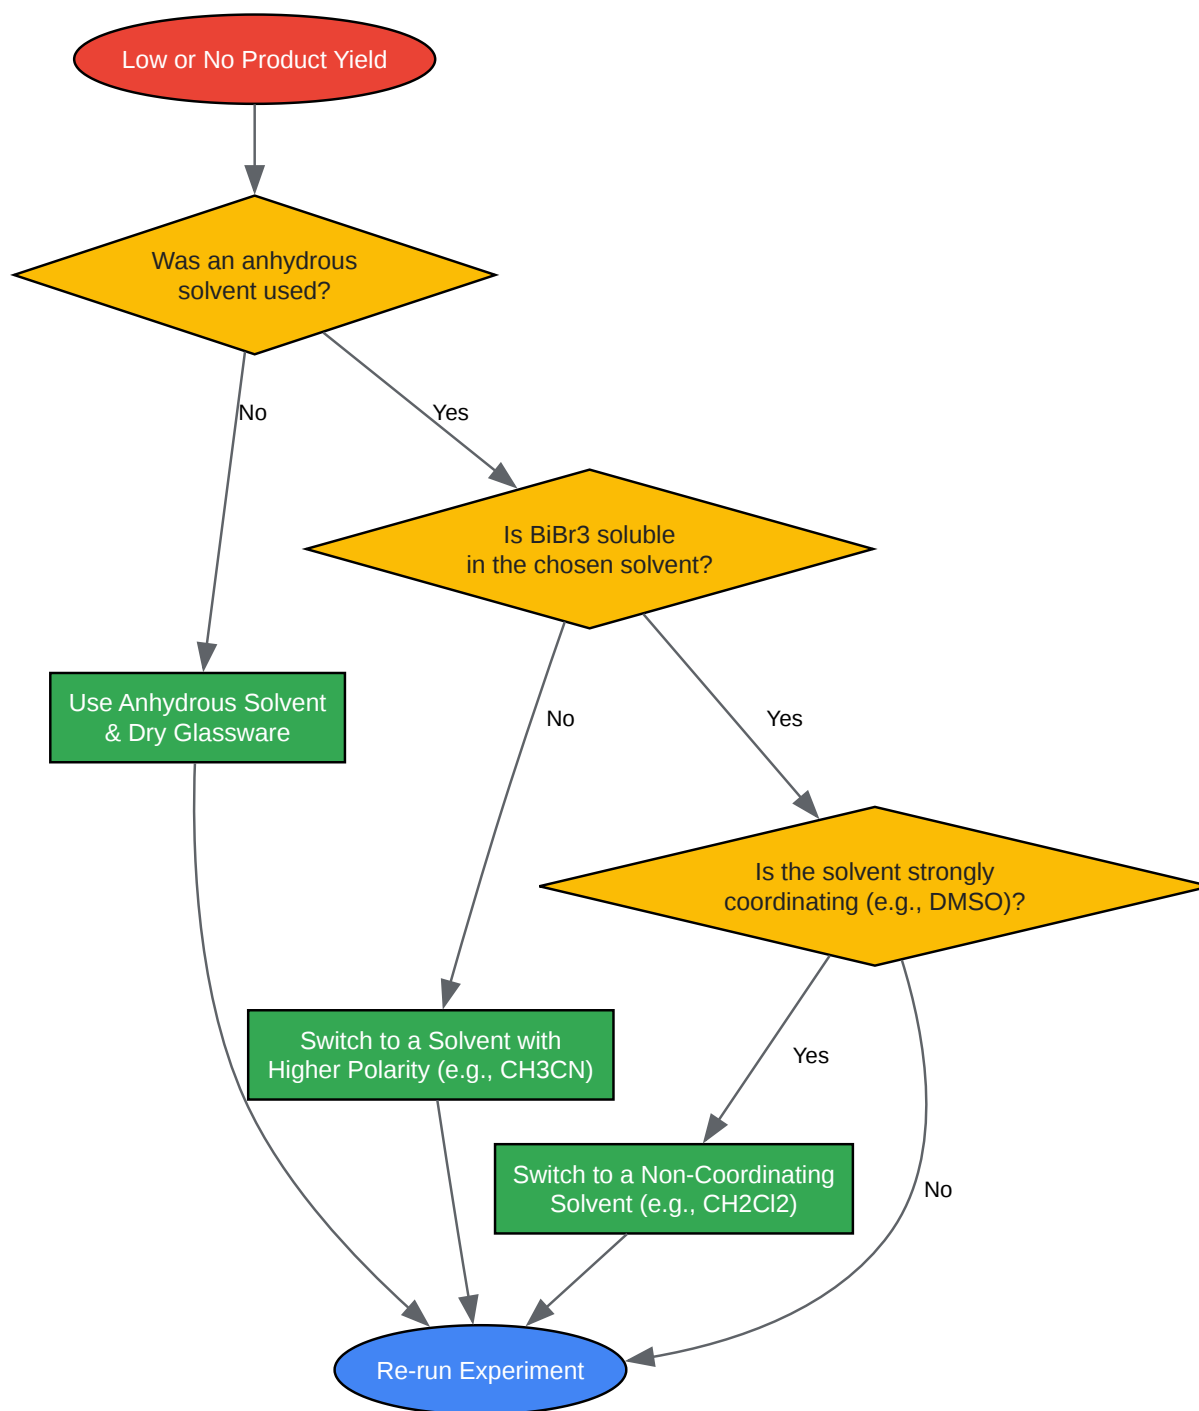 Low or No Product Yield
Was an anhydrous
solvent used?
No
Yes
Is BiBr3 soluble
in the chosen solvent?
Use Anhydrous Solvent
& Dry Glassware
No
Yes
Is the solvent strongly
coordinating (e.g., DMSO)?
Switch to a Solvent with
Higher Polarity (e.g., CH3CN)
Yes
Switch to a Non-Coordinating
Solvent (e.g., CH2Cl2)
No
Re-run Experiment